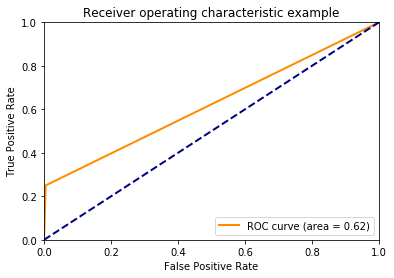 Receiver operating characteristic example
True Positive Rate
1.0
0.8
0.6
0.4
0.2
0.0
ROC curve (area = 0.62)
0.0 0.2 0.4 0.6 0.8 1.0
False Positive Rate